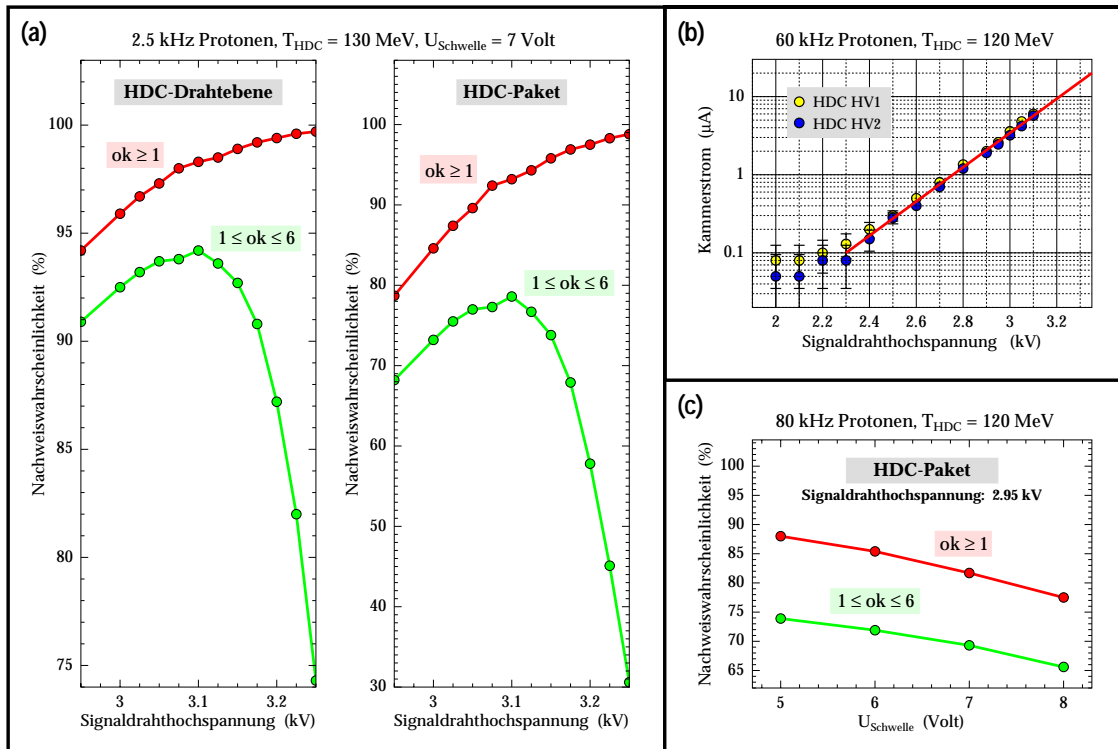 (a)
2.5 kHz Protonen, T_HDC = 130 MeV, U_Schwelle = 7 Volt
HDC-Drahtebene
ok ≥ 1
1 ≤ ok ≤ 6
Nachweiswahrscheinlichkeit (%)
100
95
90
85
80
75
3
3.1
3.2
Signaldrahthochspannung (kV)
HDC-Paket
ok ≥ 1
1 ≤ ok ≤ 6
Nachweiswahrscheinlichkeit (%)
100
90
80
70
60
50
40
30
3
3.1
3.2
Signaldrahthochspannung (kV)
(b)
60 kHz Protonen, T_HDC = 120 MeV
HDC HV1
HDC HV2
Kammerstrom (μA)
10
1
0.1
2
2.2
2.4
2.6
2.8
3
3.2
Signaldrahthochspannung (kV)
(c)
80 kHz Protonen, T_HDC = 120 MeV
HDC-Paket
Signaldrahthochspannung: 2.95 kV
ok ≥ 1
1 ≤ ok ≤ 6
Nachweiswahrscheinlichkeit (%)
100
95
90
85
80
75
70
65
5
6
7
8
U_Schwelle (Volt)